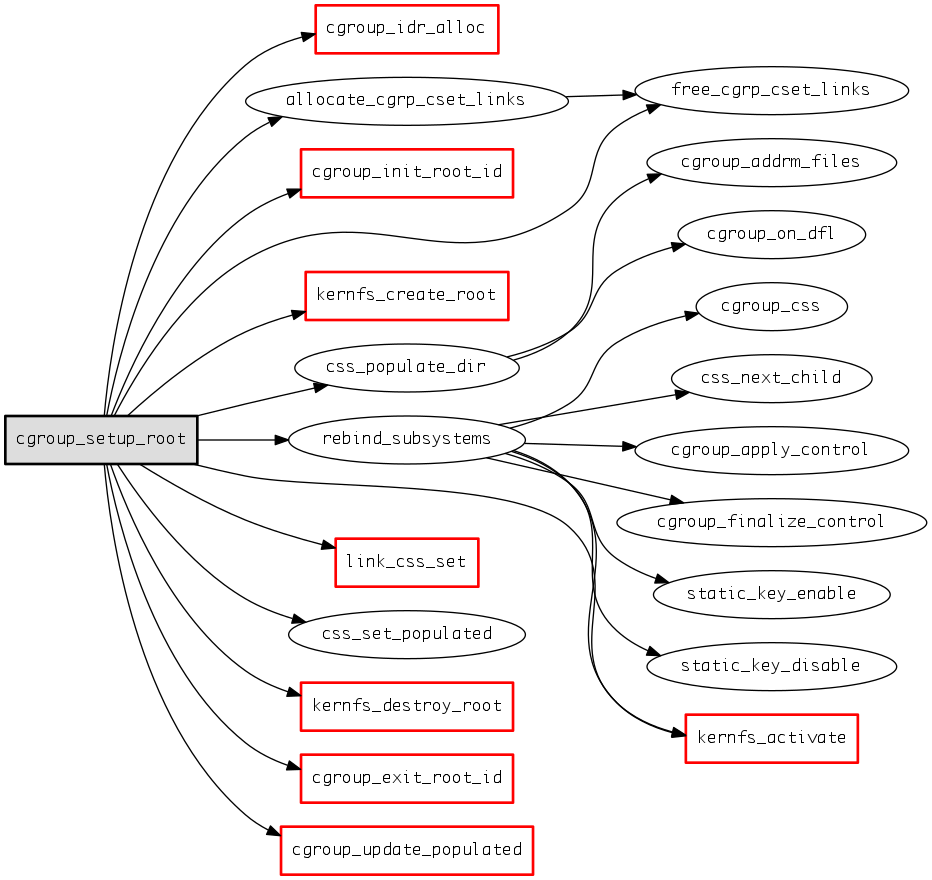 cgroup_idr_alloc
allocate_cgrp_cset_links
free_cgrp_cset_links
cgroup_init_root_id
cgroup_addrm_files
cgroup_on_dfl
kernfs_create_root
cgroup_css
css_populate_dir
css_next_child
cgroup_setup_root
rebind_subsystems
cgroup_apply_control
cgroup_finalize_control
link_css_set
static_key_enable
css_set_populated
static_key_disable
kernfs_destroy_root
kernfs_activate
cgroup_exit_root_id
cgroup_update_populated